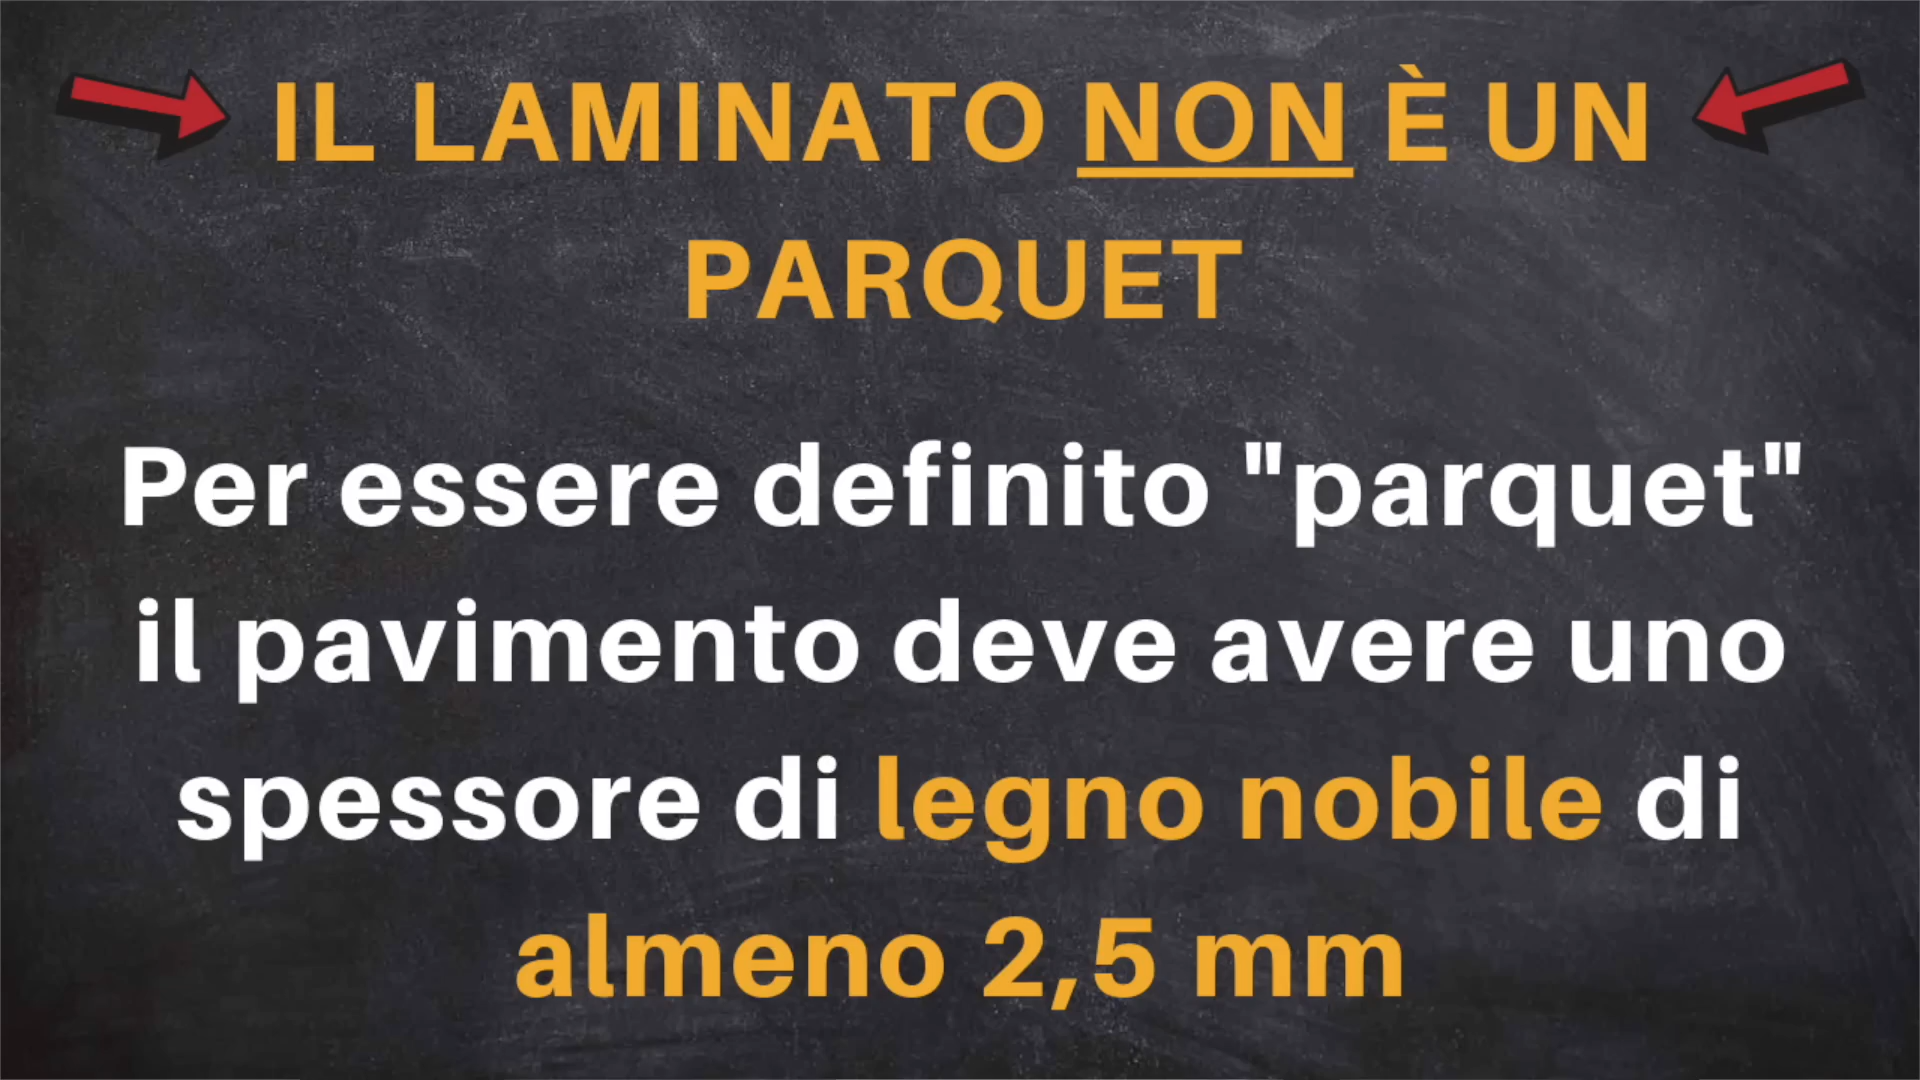 IL LAMINATO NON È UN
PARQUET
Per essere definito "parquet"
il pavimento deve avere uno
spessore di legno nobile di
almeno 2,5 mm